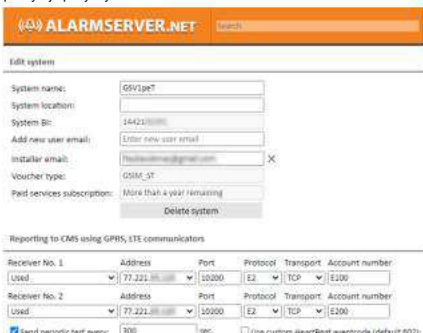 ALARMSERVER.NET Search
Edit system
System name: GSV1peT
System location:
System ID: 14421
Add new user email: Enter new user email
Installer email: @gmail.com ×
Voucher type: GSIM_ST
Paid services subscription: More than a year remaining
Delete system
Reporting to CMS using GPRS, LTE communicators
Receiver No. 1 Address Port Protocol Transport Account number
Used 77.221. 10200 E2 TCP E100
Receiver No. 2 Address Port Protocol Transport Account number
Used 77.221. 10200 E2 TCP E200
Send periodic test every: 300 sec. Use custom HeartBeat eventcode (default 602):